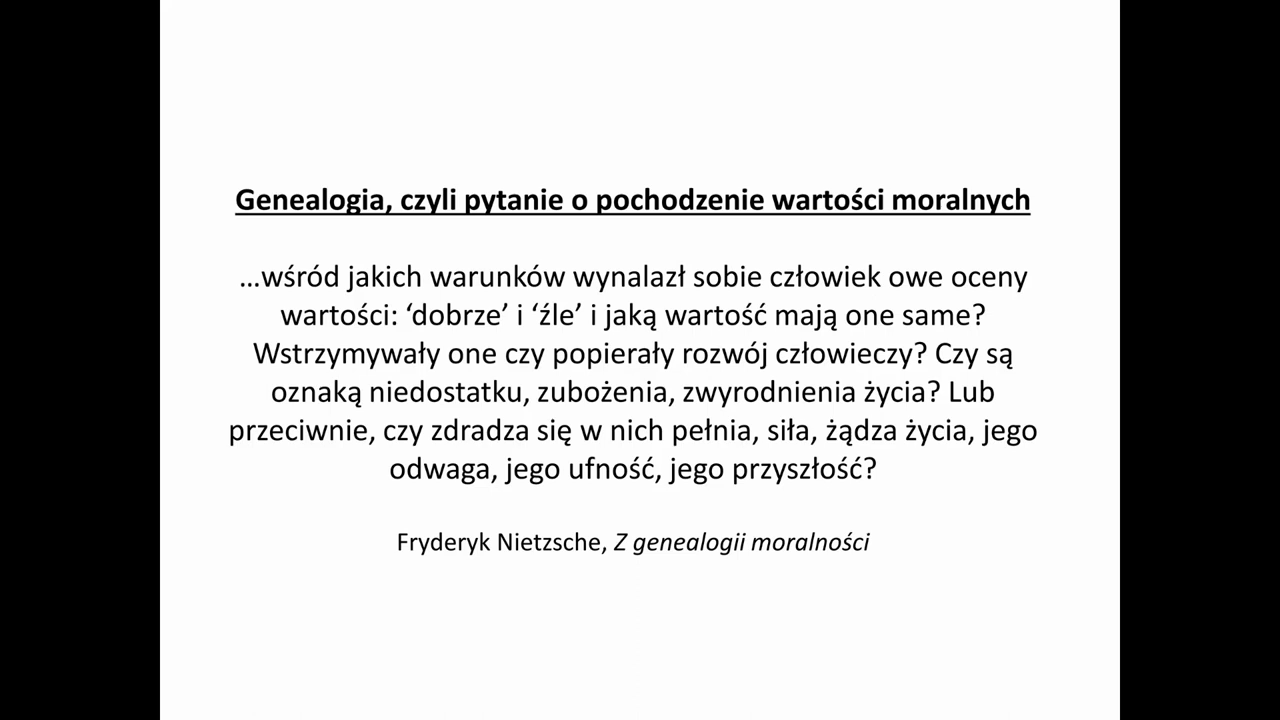 Genealogia, czyli pytanie o pochodzenie wartości moralnych
…wśród jakich warunków wynalazł sobie człowiek owe oceny
wartości: ‘dobrze’ i ‘źle’ i jaką wartość mają one same?
Wstrzymywały one czy popierały rozwój człowieczy? Czy są
oznaką niedostatku, zubożenia, zwyrodnienia życia? Lub
przeciwnie, czy zdradza się w nich pełnia, siła, żądza życia, jego
odwaga, jego ufność, jego przyszłość?
Fryderyk Nietzsche, Z genealogii moralności